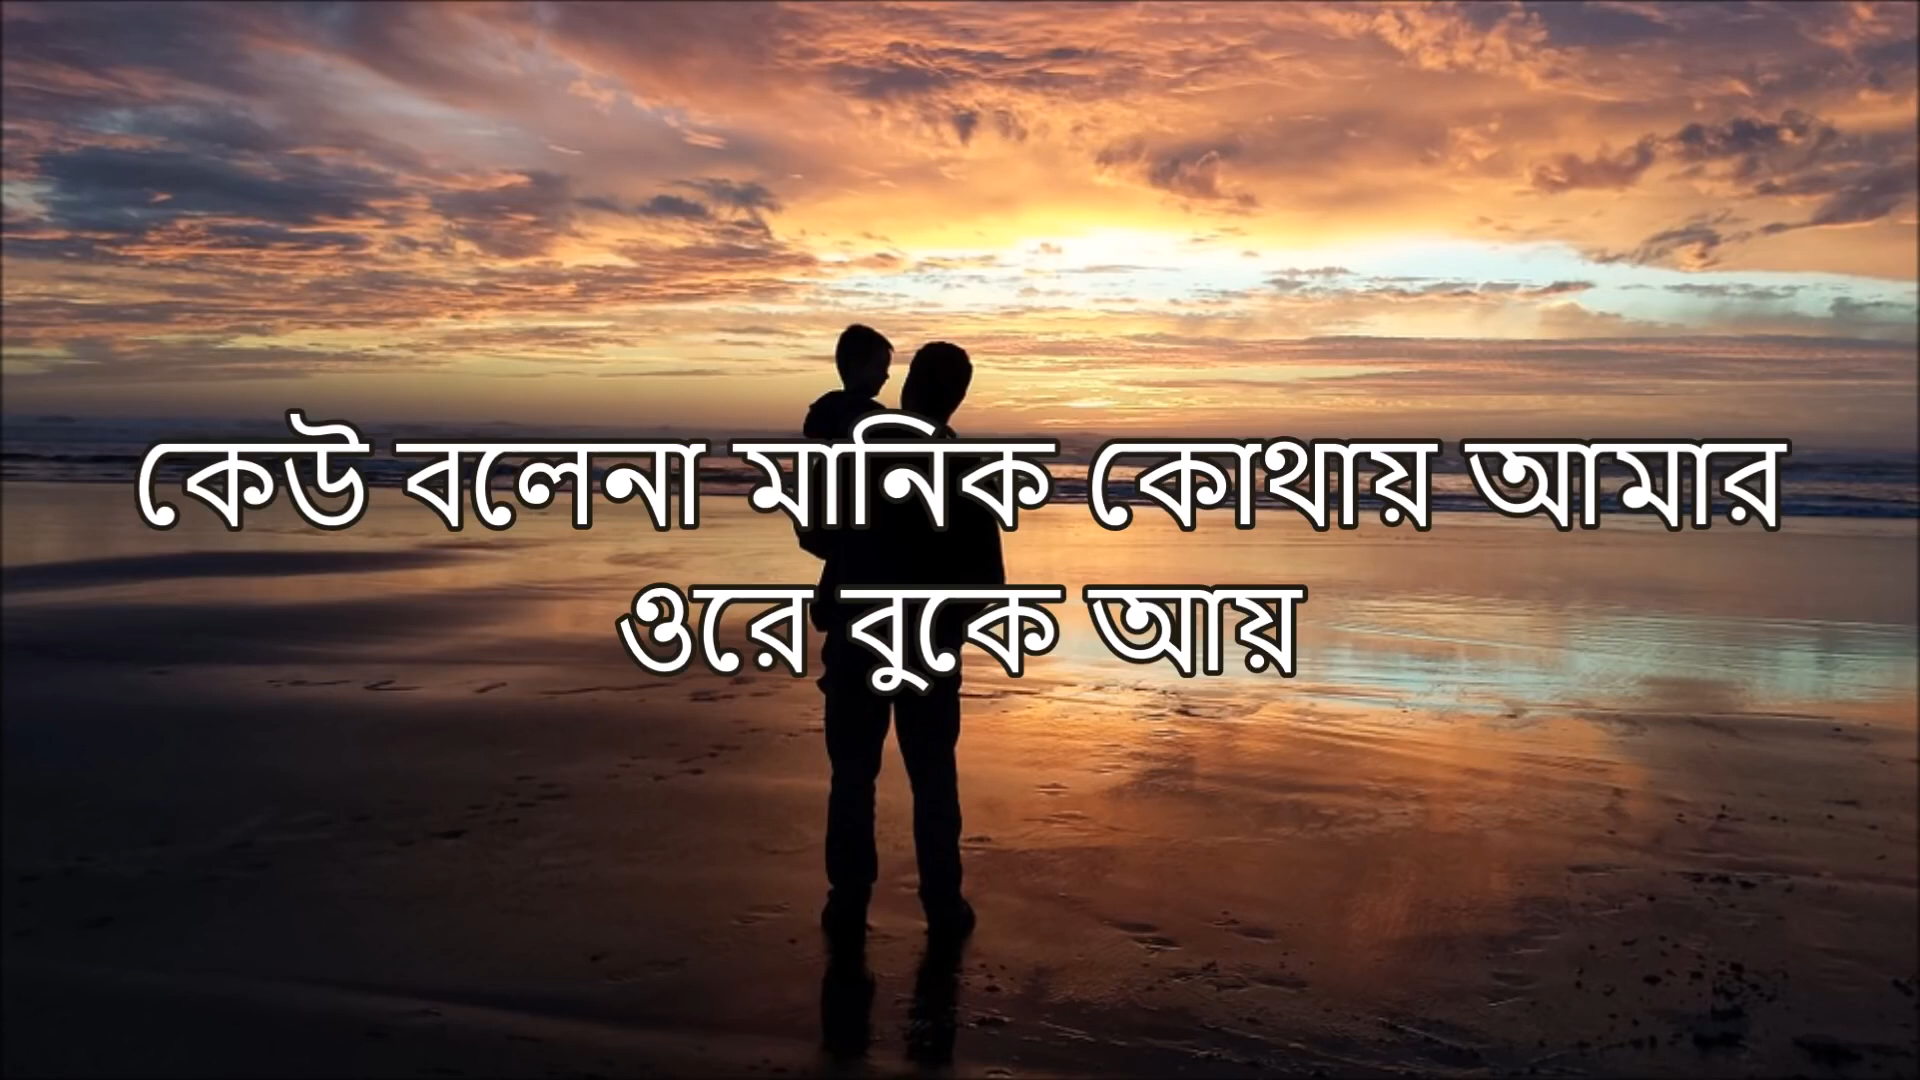 কেউ বলেনা মানিক কোথায় আমার
ওরে বুকে আয়